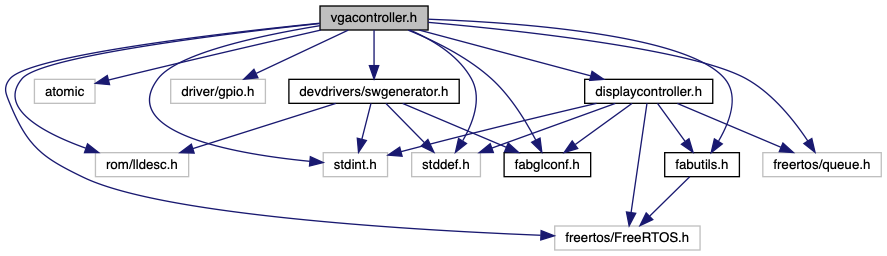 vgacontroller.h
atomic
driver/gpio.h
devdrivers/swgenerator.h
displaycontroller.h
rom/lldesc.h
stdint.h
stddef.h
fabglconf.h
fabutils.h
freertos/queue.h
freertos/FreeRTOS.h